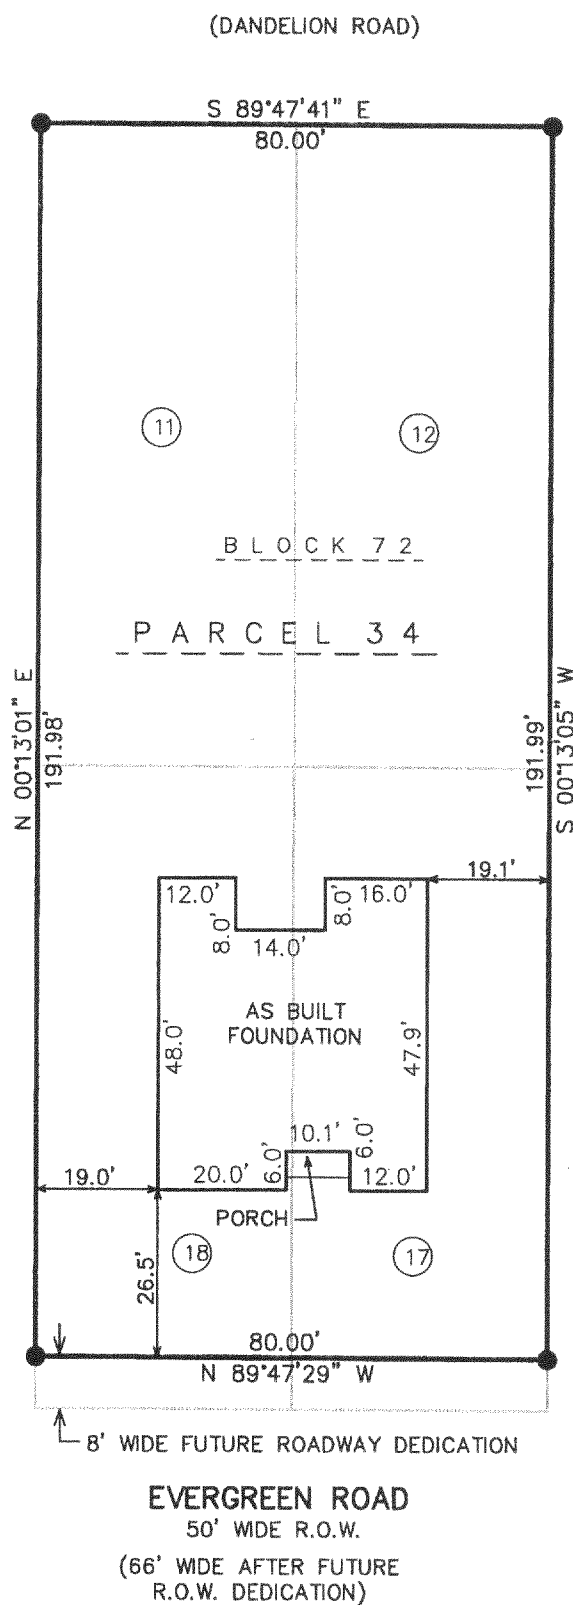 (DANDELION ROAD)
S 89°47'41" E
80.00'
11
12
BLOCK 72
PARCEL 34
N 00°13'01" E
191.98'
191.99'
S 00°13'05" W
12.0'
8.0'
14.0'
8.0'
16.0'
19.1'
AS BUILT
FOUNDATION
48.0'
47.9'
10.1'
6.0'
6.0'
19.0'
20.0'
12.0'
PORCH
18
17
26.5'
80.00'
N 89°47'29" W
8' WIDE FUTURE ROADWAY DEDICATION
EVERGREEN ROAD
50' WIDE R.O.W.
(66' WIDE AFTER FUTURE
R.O.W. DEDICATION)